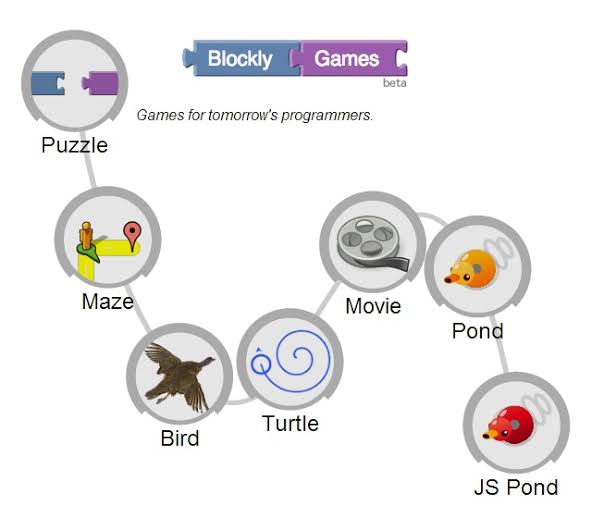 Blockly Games
beta
Games for tomorrow's programmers.
Puzzle
Maze
Bird
Turtle
Movie
Pond
JS Pond